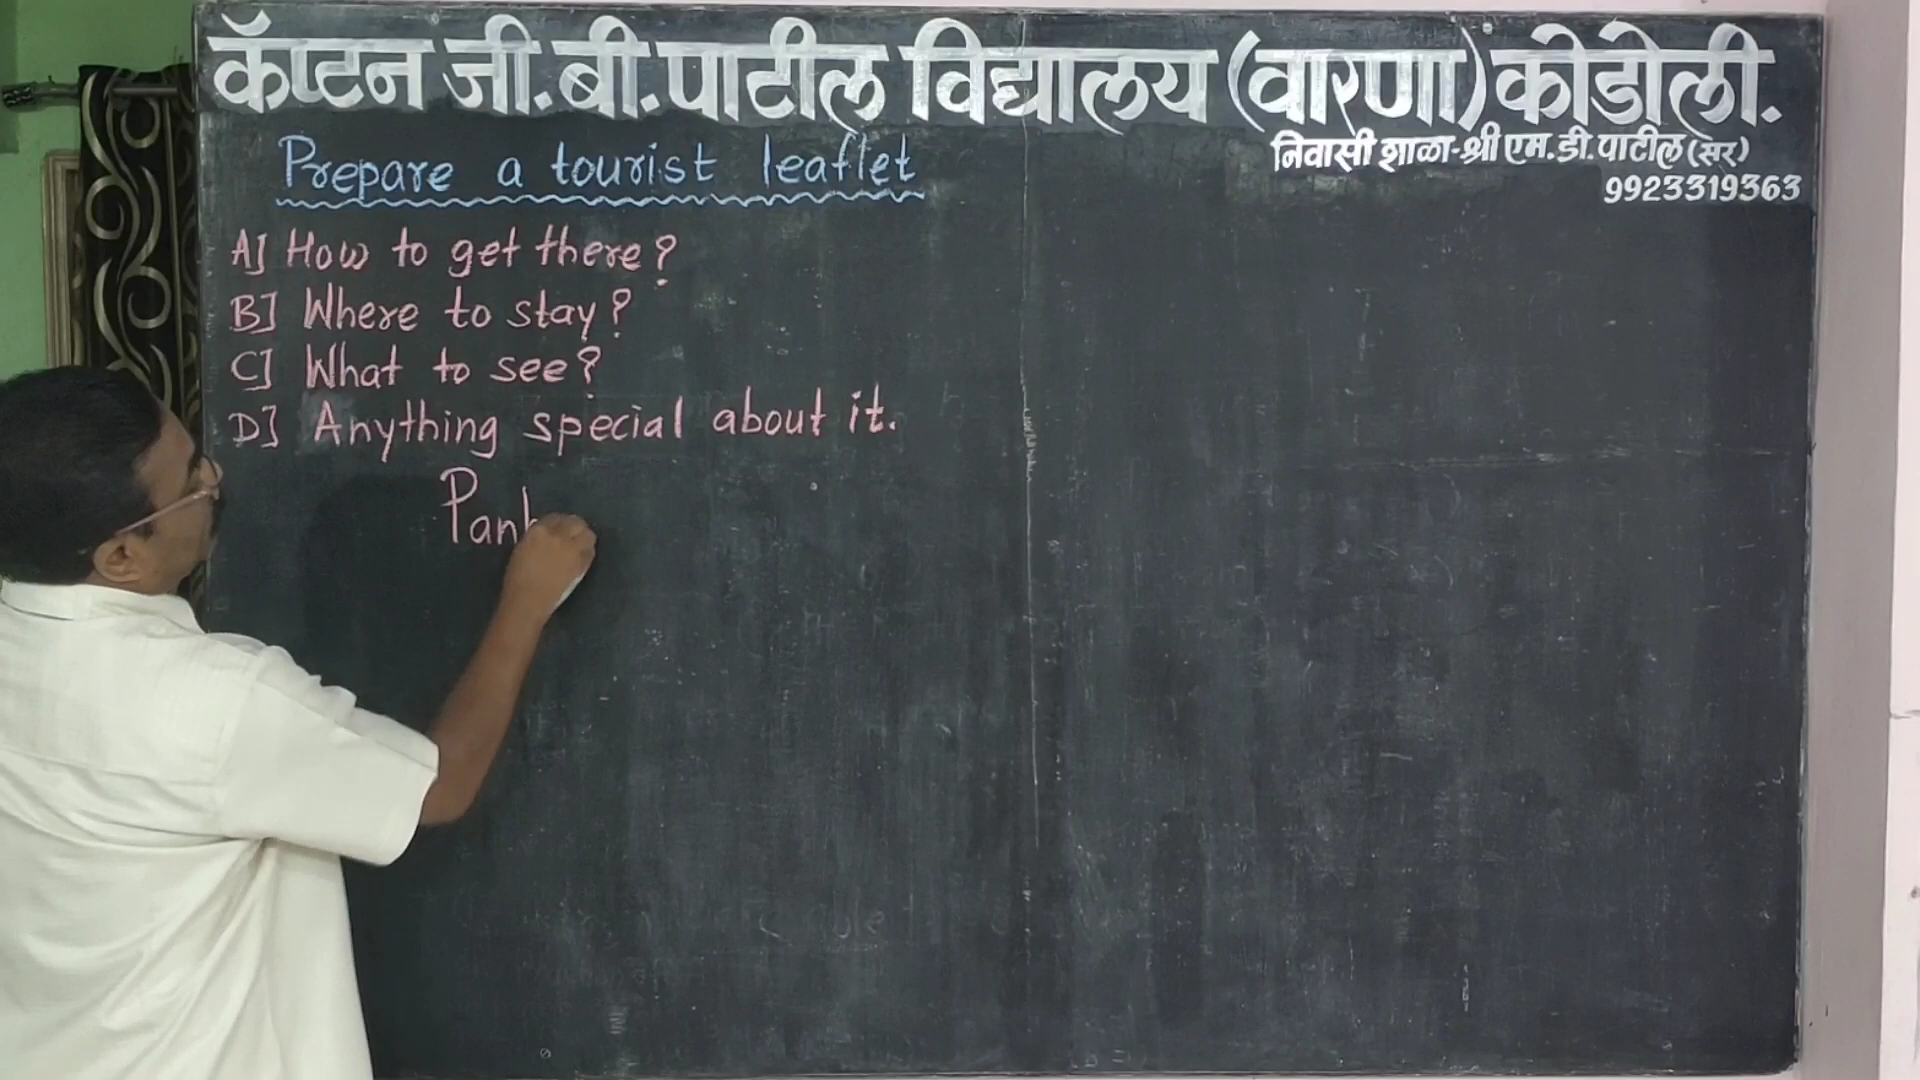 कॅप्टन जी.बी.पाटील विद्यालय (वारणा) कोडोली.
निवासी शाळा-श्री एम.डी.पाटील (सर)
9923319363
Prepare a tourist leaflet
A] How to get there?
B] Where to stay?
C] What to see?
D] Anything special about it.
Panh